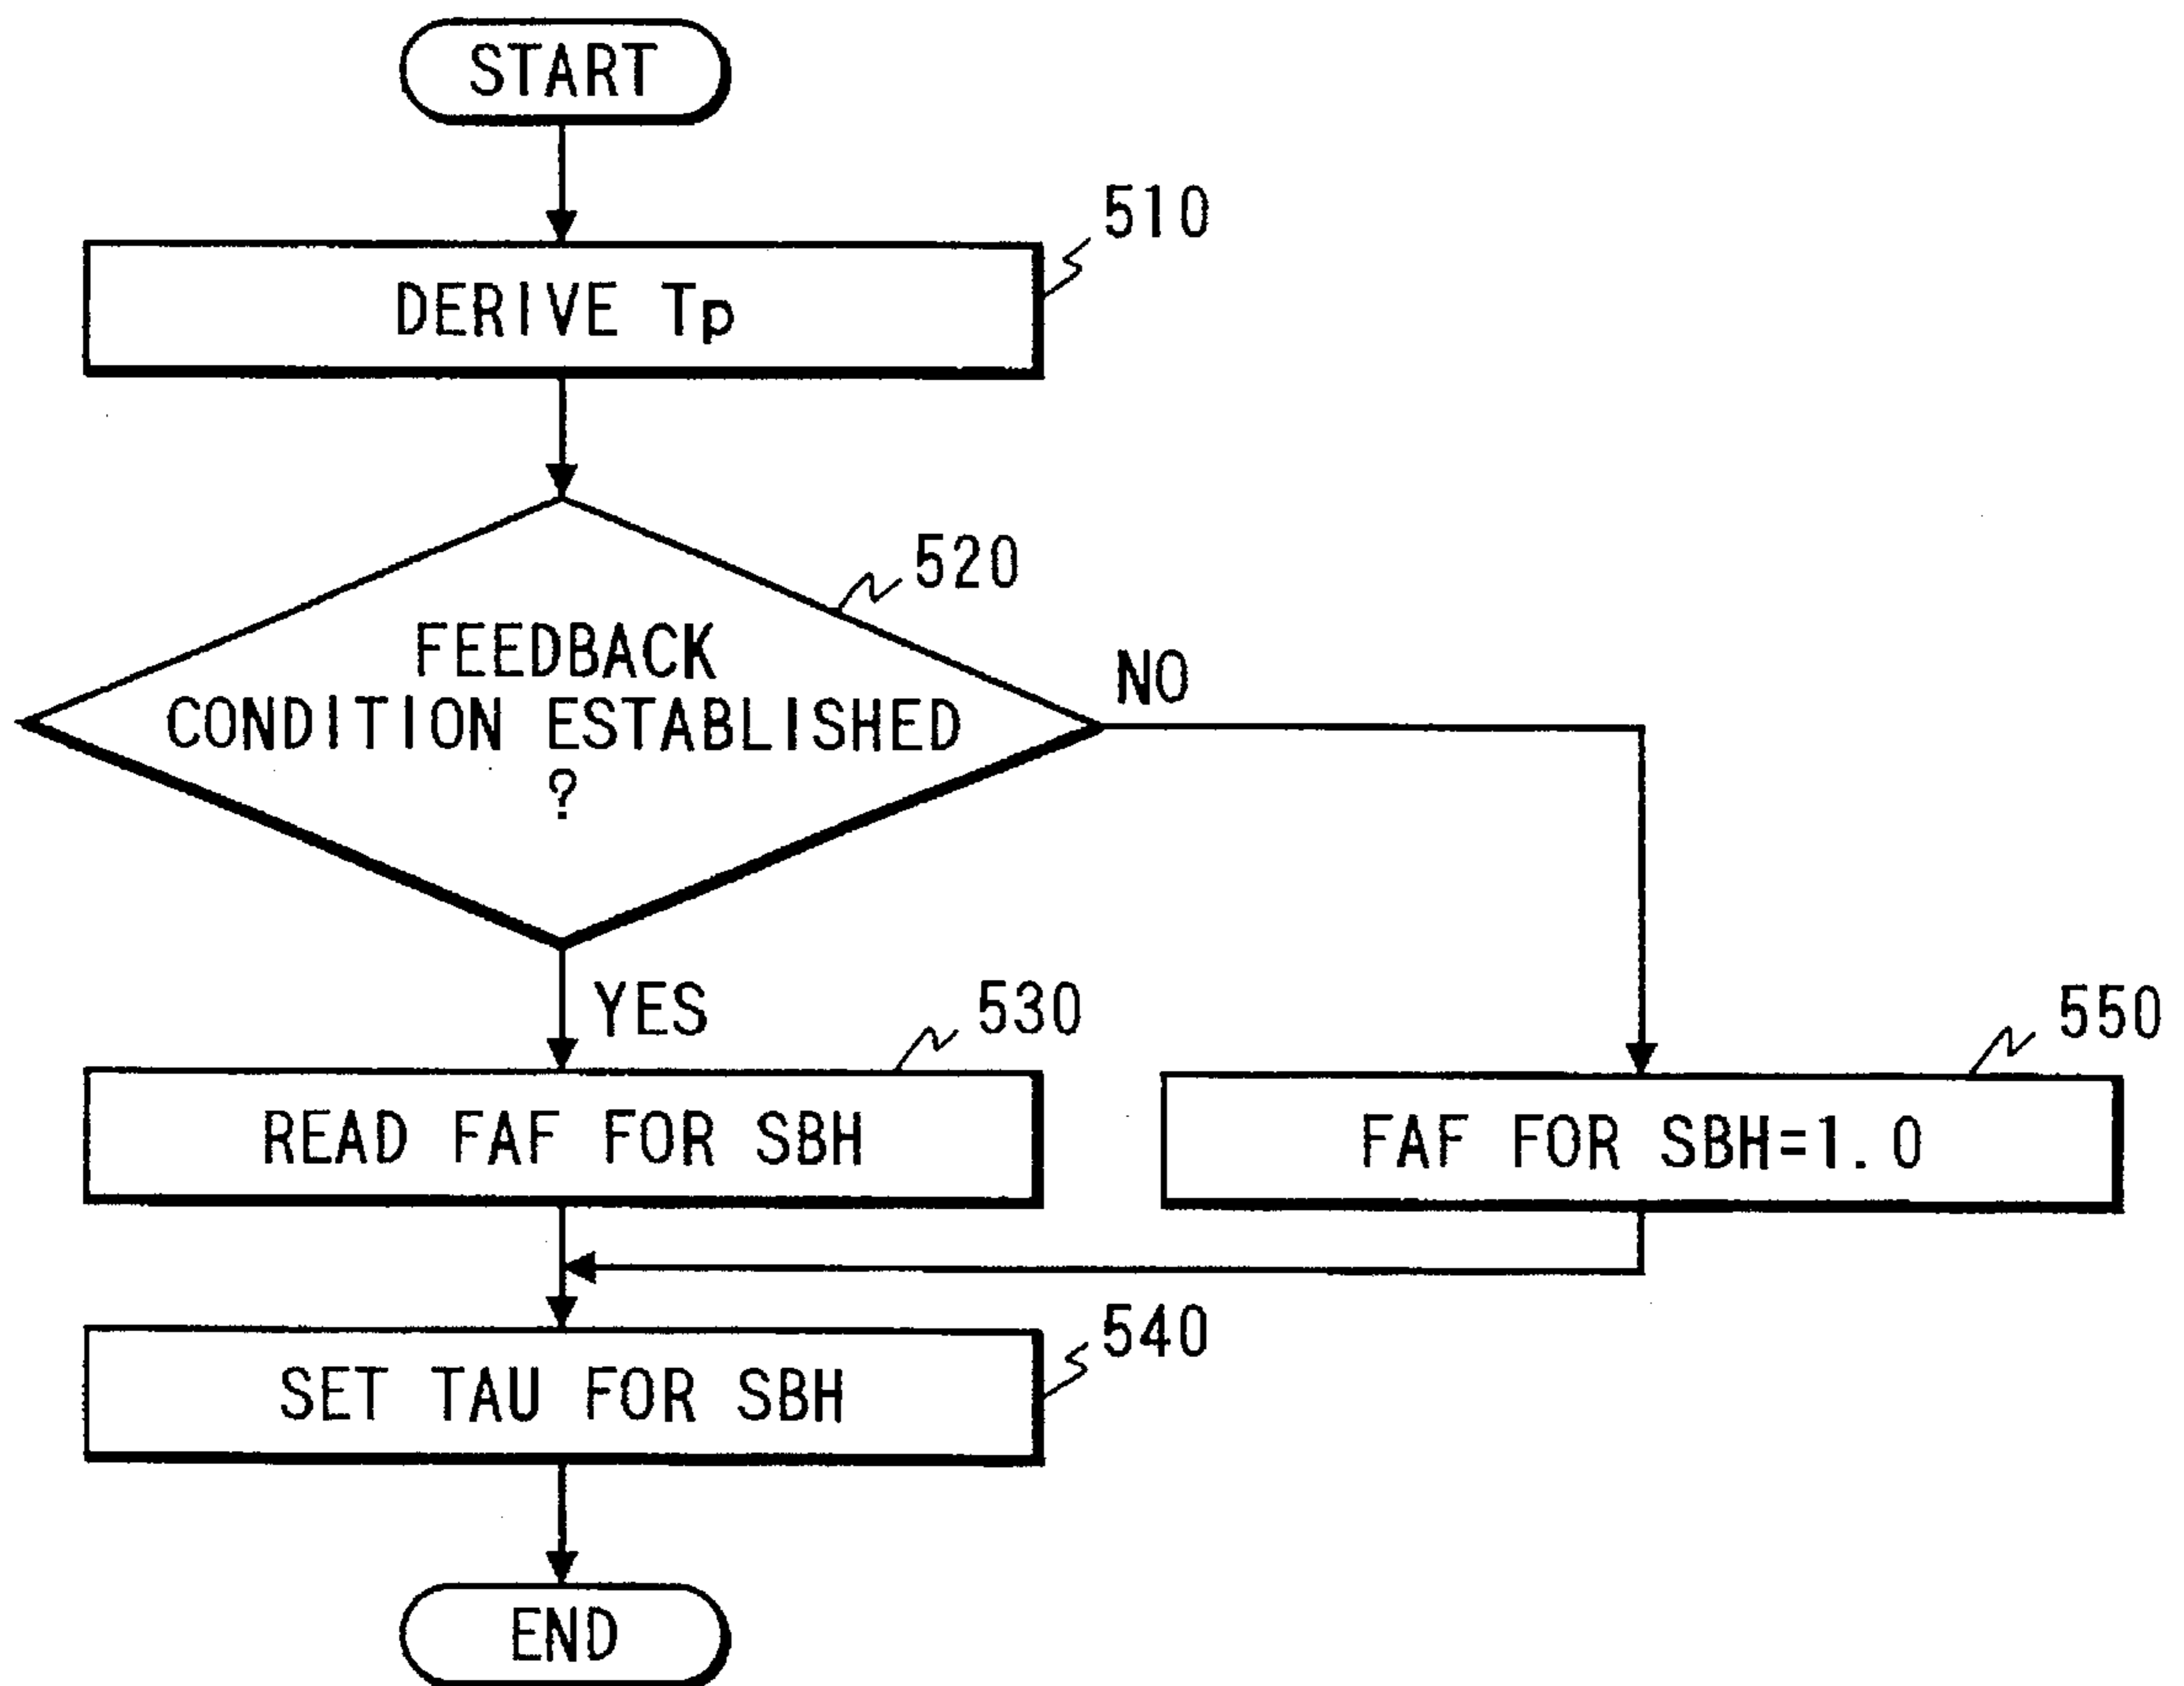 START
510
DERIVE Tp
520
FEEDBACK
CONDITION ESTABLISHED
?
NO
YES
530
550
READ FAF FOR SBH
FAF FOR SBH=1.0
540
SET TAU FOR SBH
END